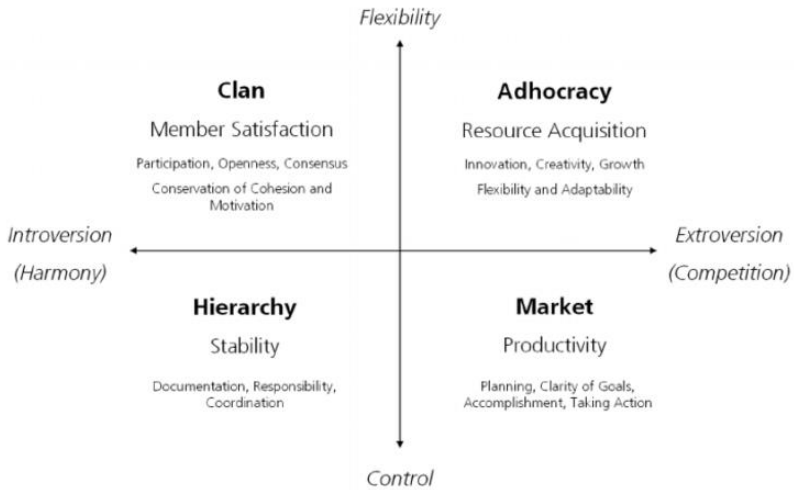 Flexibility
Clan
Member Satisfaction
Participation, Openness, Consensus
Conservation of Cohesion and
Motivation
Adhocracy
Resource Acquisition
Innovation, Creativity, Growth
Flexibility and Adaptability
Introversion
(Harmony)
Extroversion
(Competition)
Hierarchy
Stability
Documentation, Responsibility,
Coordination
Market
Productivity
Planning, Clarity of Goals,
Accomplishment, Taking Action
Control